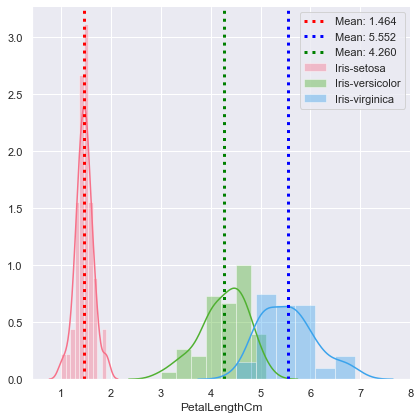 3.0
2.5
2.0
1.5
1.0
0.5
0.0
Mean: 1.464
Mean: 5.552
Mean: 4.260
Iris-setosa
Iris-versicolor
Iris-virginica
1 2 3 4 5 6 7 8
PetalLengthCm